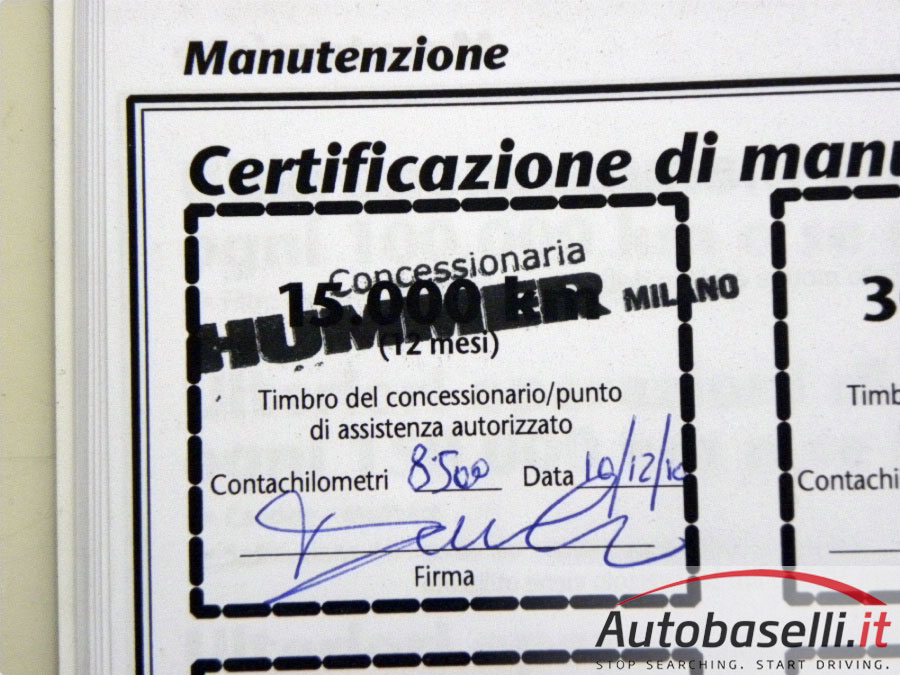 Manutenzione
Certificazione di manu
Concessionaria
HUMMER MILANO
15.000 km
(12 mesi)
Timbro del concessionario/punto
di assistenza autorizzato
Contachilometri 8500 Data 10/12/10
Firma
3
Timb
Contachil
Autobaselli.it
STOP SEARCHING. START DRIVING.